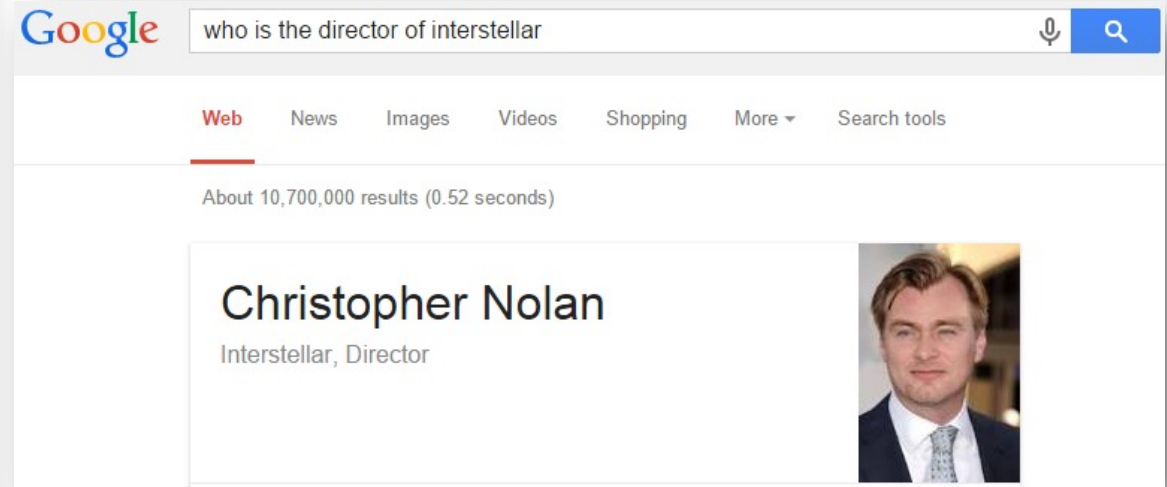 Google
who is the director of interstellar
Web News Images Videos Shopping More Search tools
About 10,700,000 results (0.52 seconds)
Christopher Nolan
Interstellar, Director